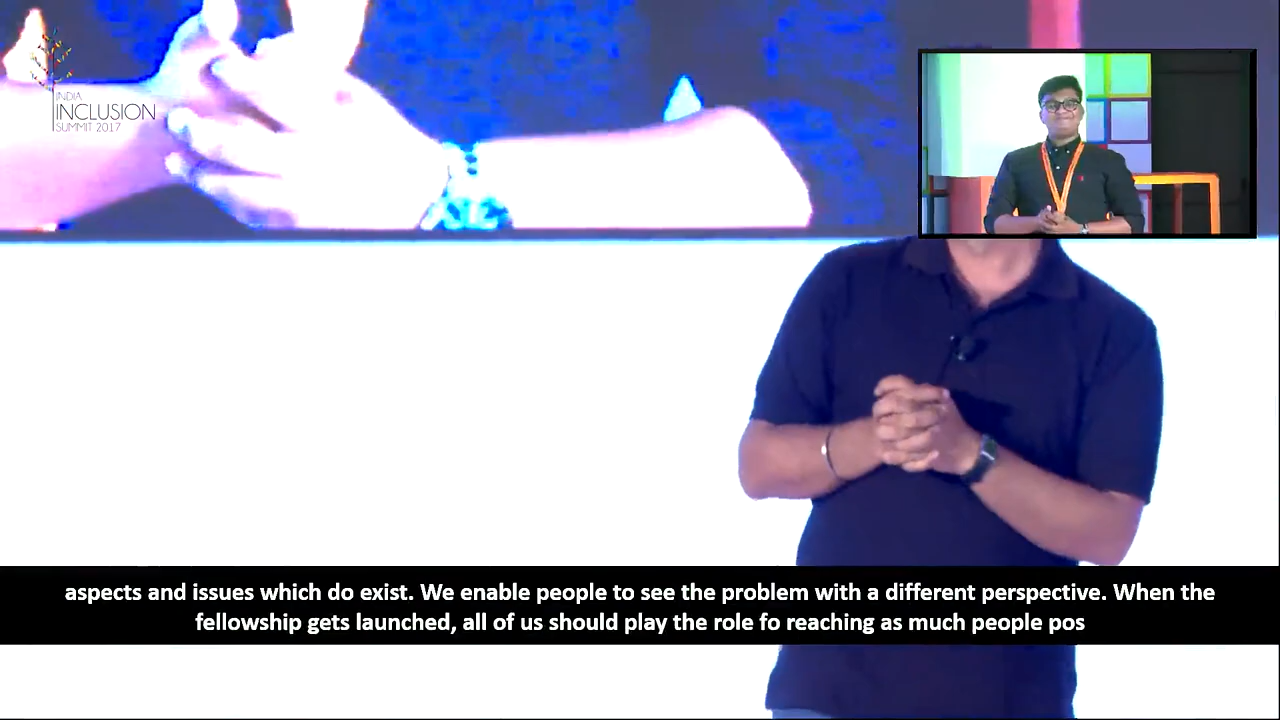 INDIA
INCLUSION
SUMMIT 2017
aspects and issues which do exist. We enable people to see the problem with a different perspective. When the
fellowship gets launched, all of us should play the role fo reaching as much people pos